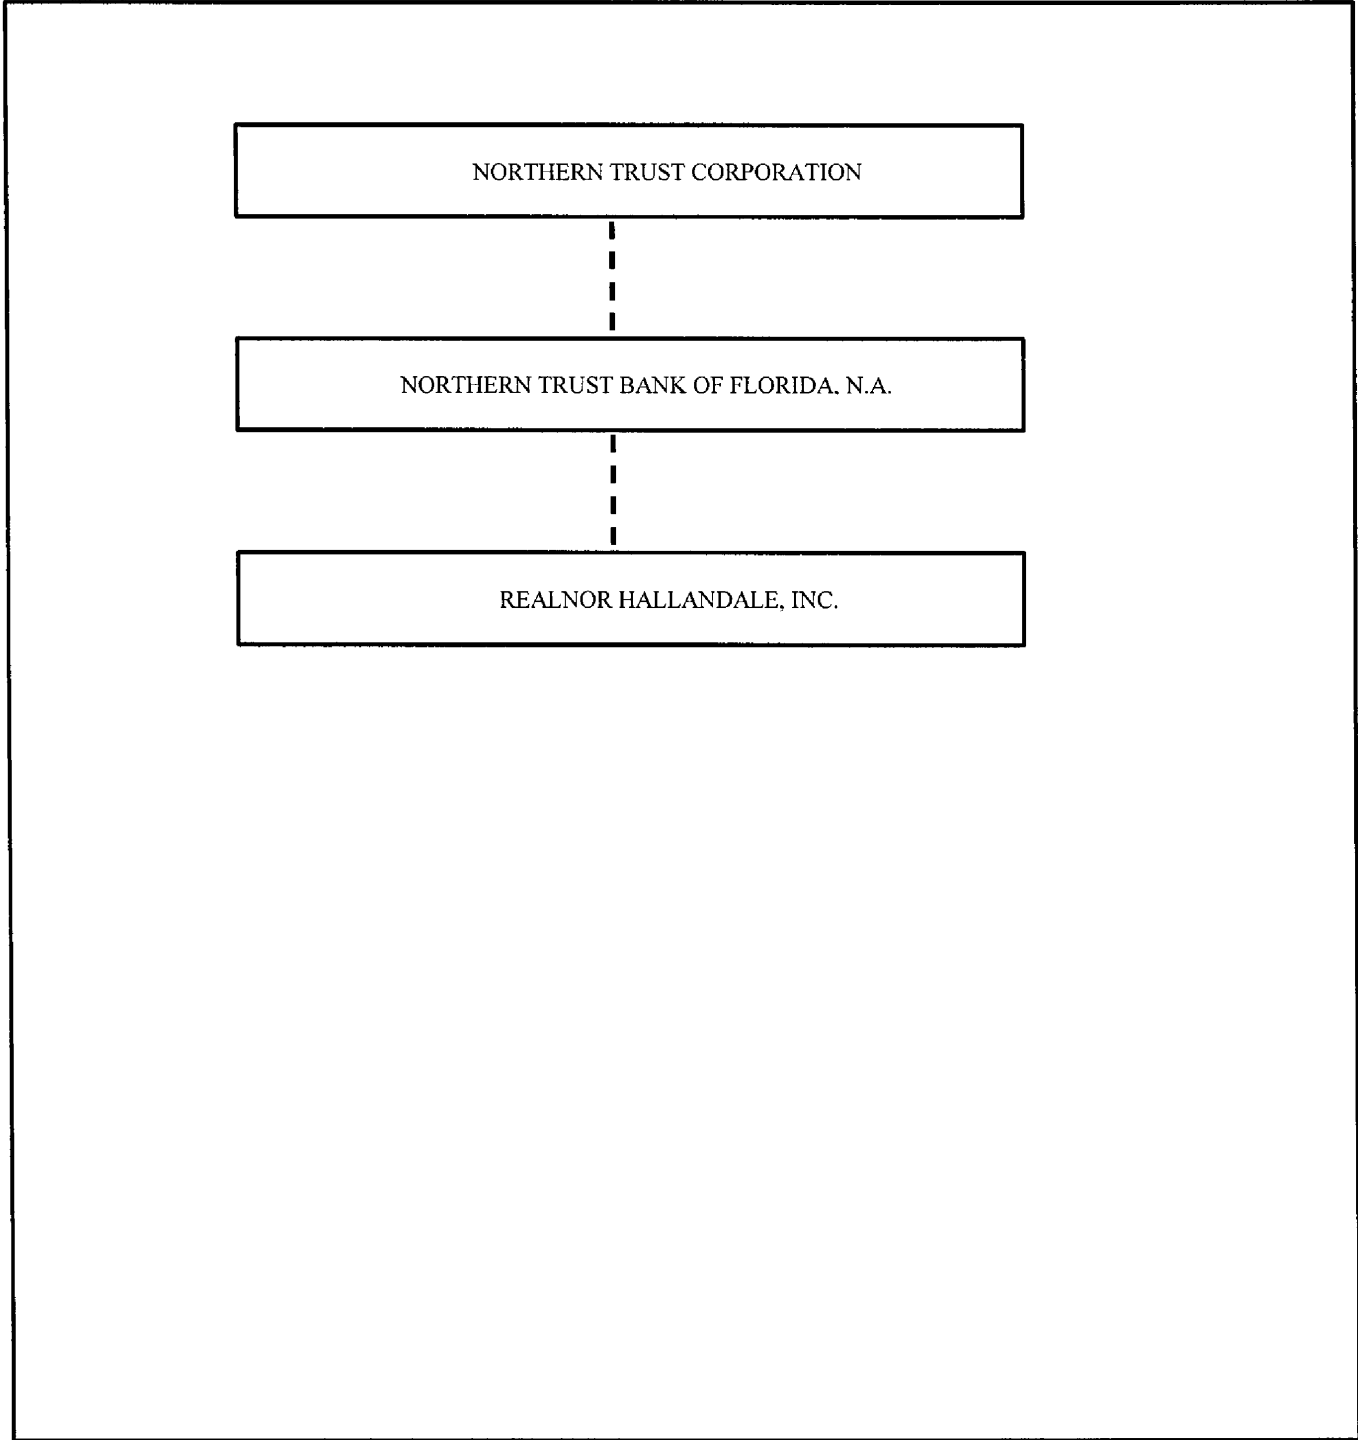 NORTHERN TRUST CORPORATION
NORTHERN TRUST BANK OF FLORIDA, N.A.
REALNOR HALLANDALE, INC.